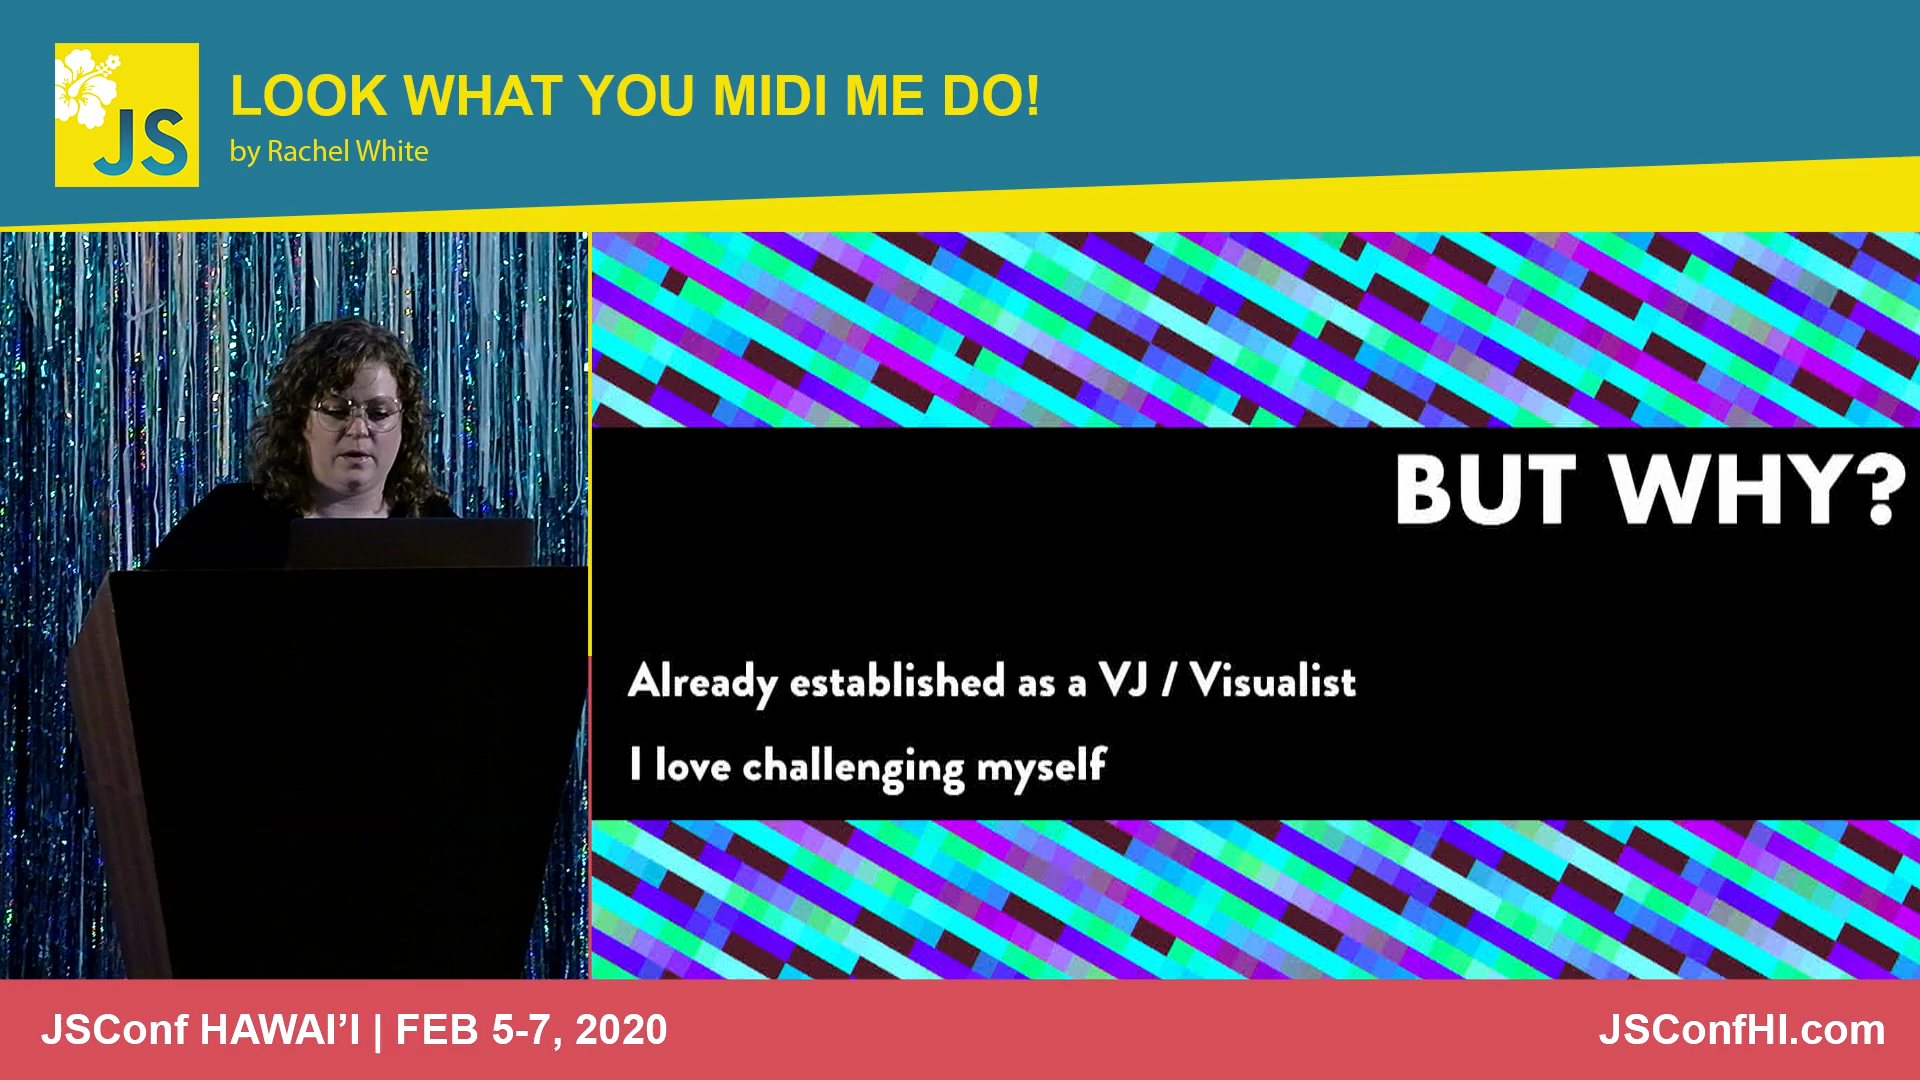 JS
LOOK WHAT YOU MIDI ME DO!
by Rachel White
BUT WHY?
Already established as a VJ / Visualist
I love challenging myself
JSConf HAWAI’I | FEB 5-7, 2020
JSConfHI.com